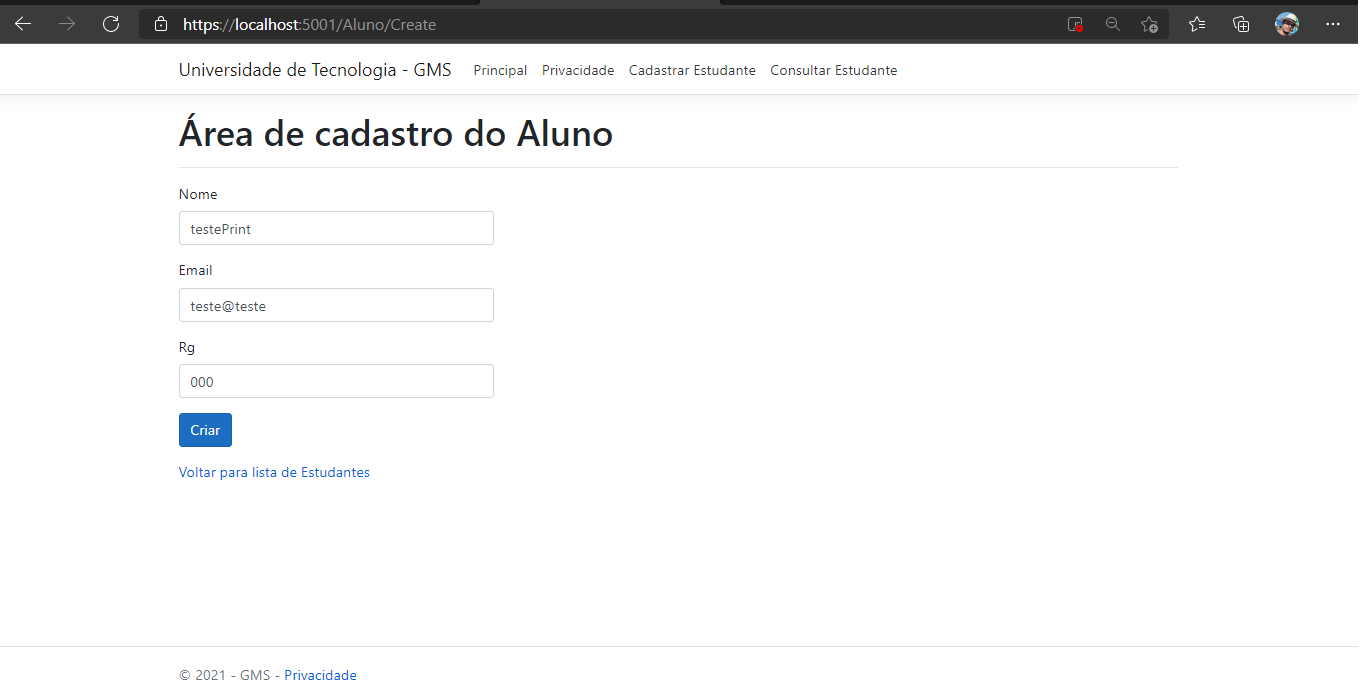 https://localhost:5001/Aluno/Create
Universidade de Tecnologia - GMS Principal Privacidade Cadastrar Estudante Consultar Estudante
Área de cadastro do Aluno
Nome
testePrint
Email
teste@teste
Rg
000
Criar
Voltar para lista de Estudantes
© 2021 - GMS - Privacidade